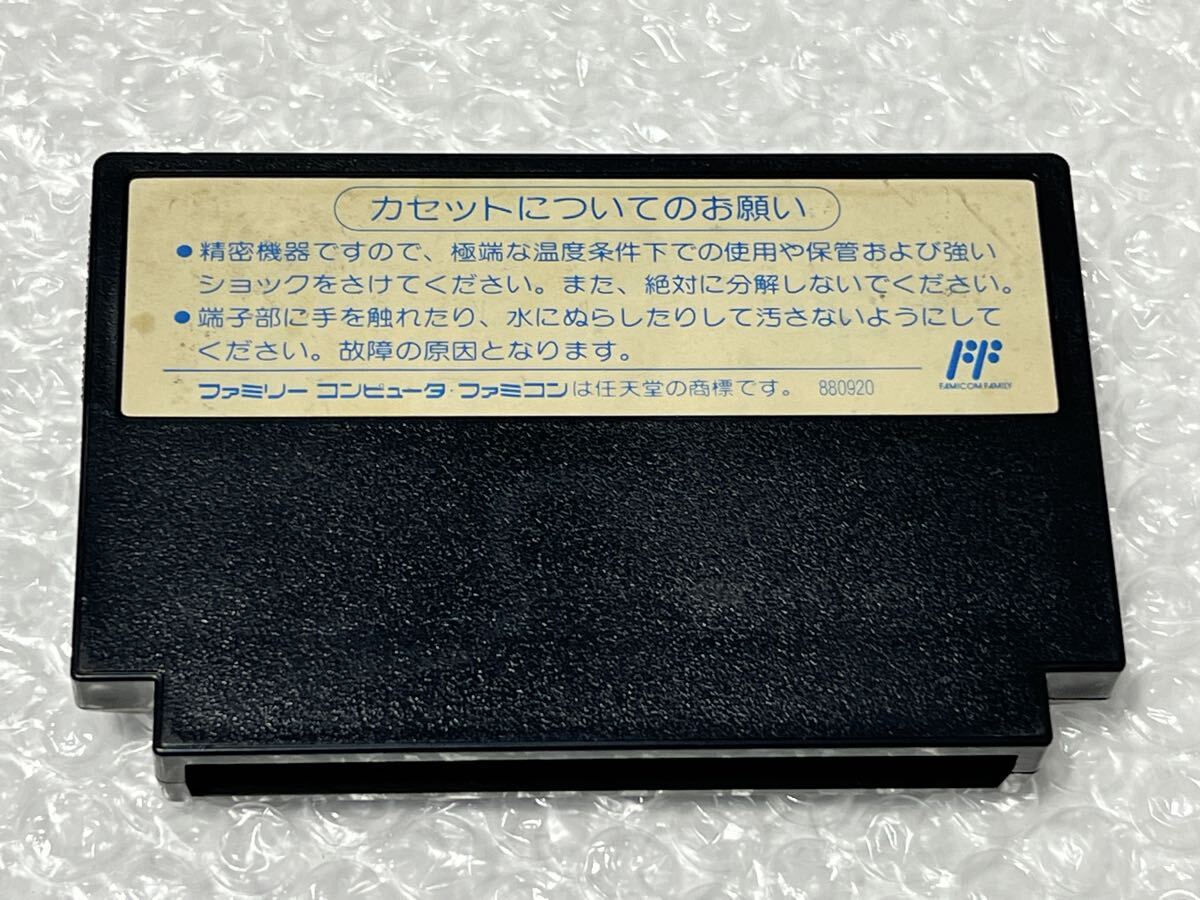 カセットについてのお願い
●精密機器ですので、極端な温度条件下での使用や保管および強い
ショックをさけてください。また、絶対に分解しないでください。
●端子部に手を触れたり、水にぬらしたりして汚さないようにして
ください。故障の原因となります。
ファミリー コンピュータ・ファミコンは任天堂の商標です。 880920
FF
FAMICOM FAMILY